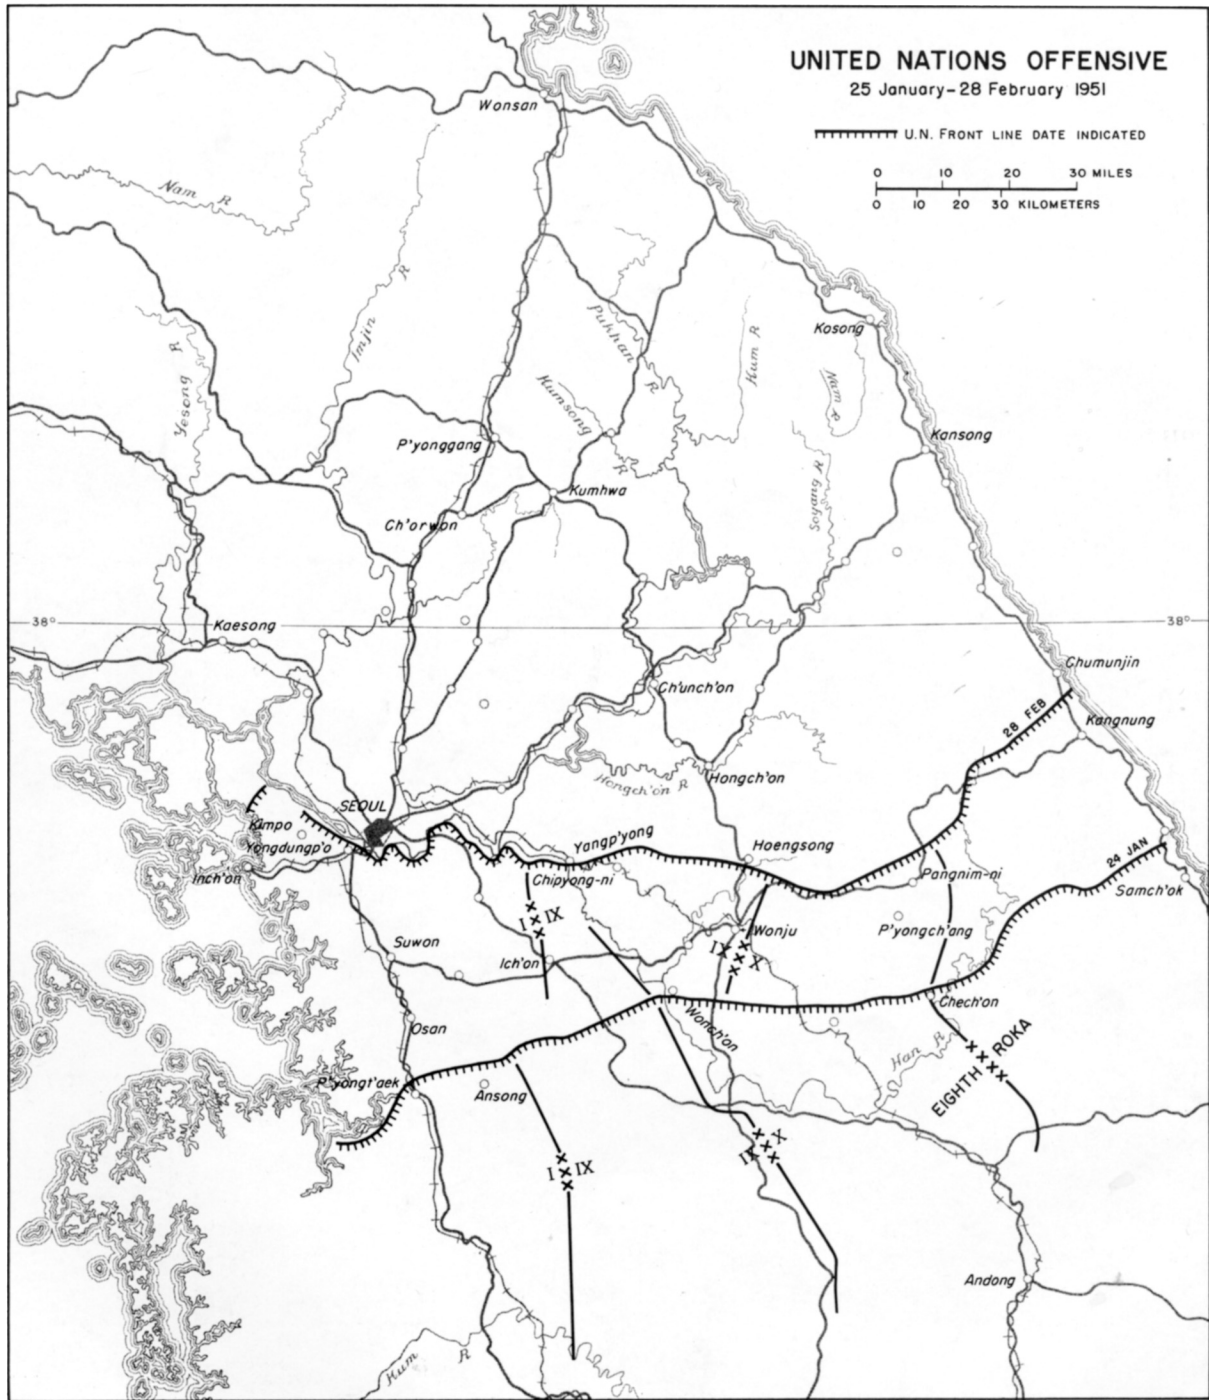 UNITED NATIONS OFFENSIVE
25 January-28 February 1951
U.N. FRONT LINE DATE INDICATED
0 10 20 30 MILES
0 10 20 30 KILOMETERS
Wonsan
Nam R
Imjin R
Yesong R
Pukhan R
Kumsong R
Kum R
Nam R
Kosong
Kansong
P'yonggang
Kumhwa
Soyang R
Ch'orwon
38°
38°
Kaesong
Chumunjin
Ch'unch'on
28 FEB
Kangnung
Hongch'on
Hongch'on R
SEOUL
Kimpo
Yongdungp'o
Inch'on
Yangp'yong
Hoengsong
24 JAN
Chipyong-ni
Pangnim-ni
Samch'ok
I IX
P'yongch'ang
Wonju
Suwon
Ich'on
IX X
Chech'on
Wonch'on
Osan
Han R
EIGHTH ROKA
P'yongt'aek
Ansong
IX X
I IX
Andong
Kum R